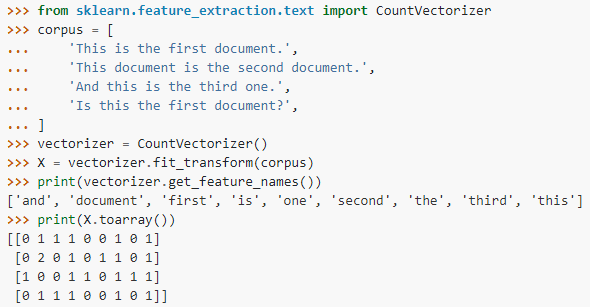 >>> from sklearn.feature_extraction.text import CountVectorizer
>>> corpus = [
...     'This is the first document.',
...     'This document is the second document.',
...     'And this is the third one.',
...     'Is this the first document?',
... ]
>>> vectorizer = CountVectorizer()
>>> X = vectorizer.fit_transform(corpus)
>>> print(vectorizer.get_feature_names())
['and', 'document', 'first', 'is', 'one', 'second', 'the', 'third', 'this']
>>> print(X.toarray())
[[0 1 1 1 0 0 1 0 1]
 [0 2 0 1 0 1 1 0 1]
 [1 0 0 1 1 0 1 1 1]
 [0 1 1 1 0 0 1 0 1]]